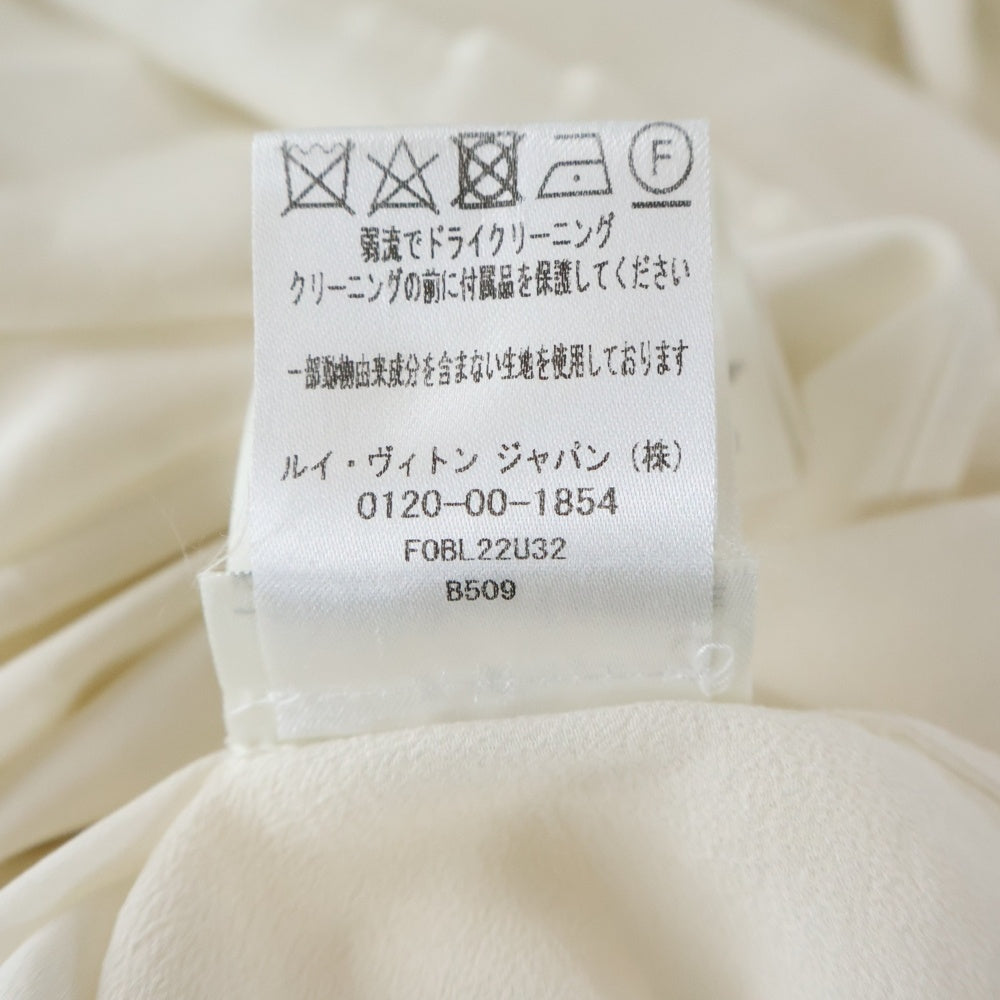 F
弱流でドライクリーニング
クリーニングの前に付属品を保護してください
一部動物由来成分を含まない生地を使用しております
ルイ・ヴィトン ジャパン (株)
0120-00-1854
F0BL22U32
B509